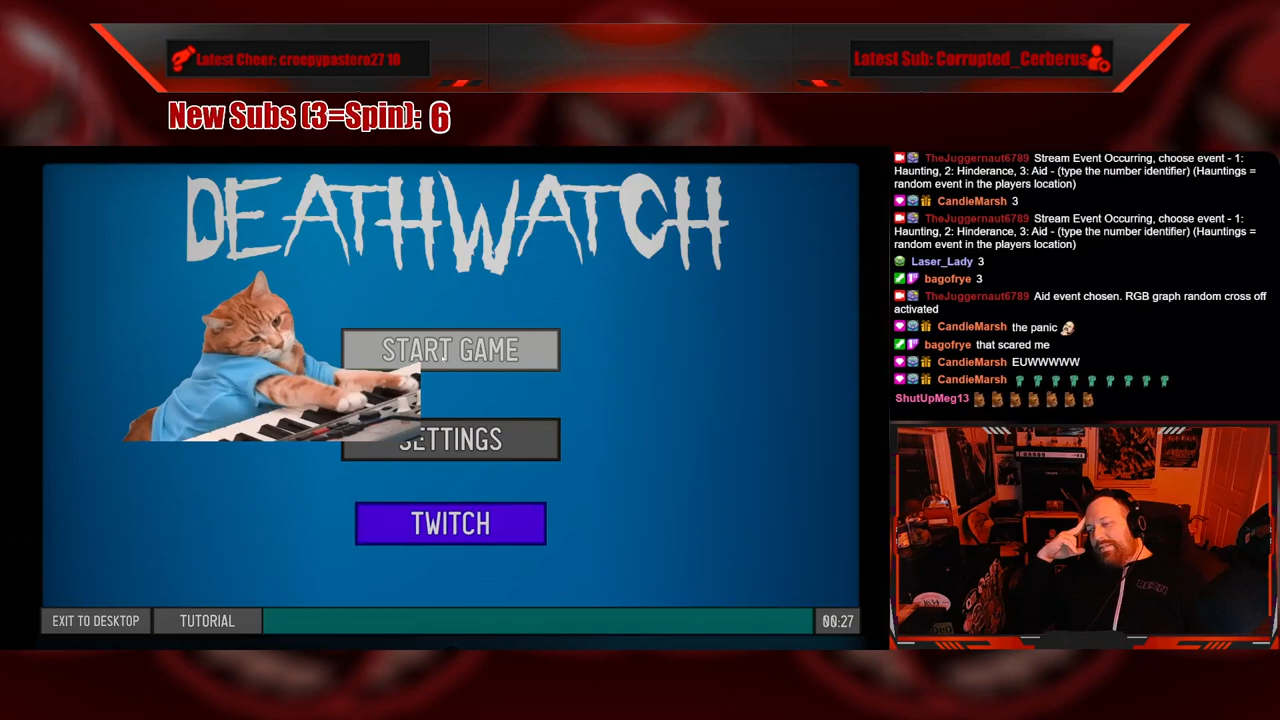 Latest Cheer: creepypastero27 10
Latest Sub: Corrupted_Cerberus
New Subs (3=Spin): 6
DEATHWATCH
START GAME
SETTINGS
TWITCH
EXIT TO DESKTOP
TUTORIAL
00:27
TheJuggernaut6789 Stream Event Occurring, choose event - 1:
Haunting, 2: Hinderance, 3: Aid - (type the number identifier) (Hauntings =
random event in the players location)
CandieMarsh 3
TheJuggernaut6789 Stream Event Occurring, choose event - 1:
Haunting, 2: Hinderance, 3: Aid - (type the number identifier) (Hauntings =
random event in the players location)
Laser_Lady 3
bagofrye 3
TheJuggernaut6789 Aid event chosen. RGB graph random cross off
activated
CandieMarsh the panic
bagofrye that scared me
CandieMarsh EUWWWWW
CandieMarsh
ShutUpMeg13